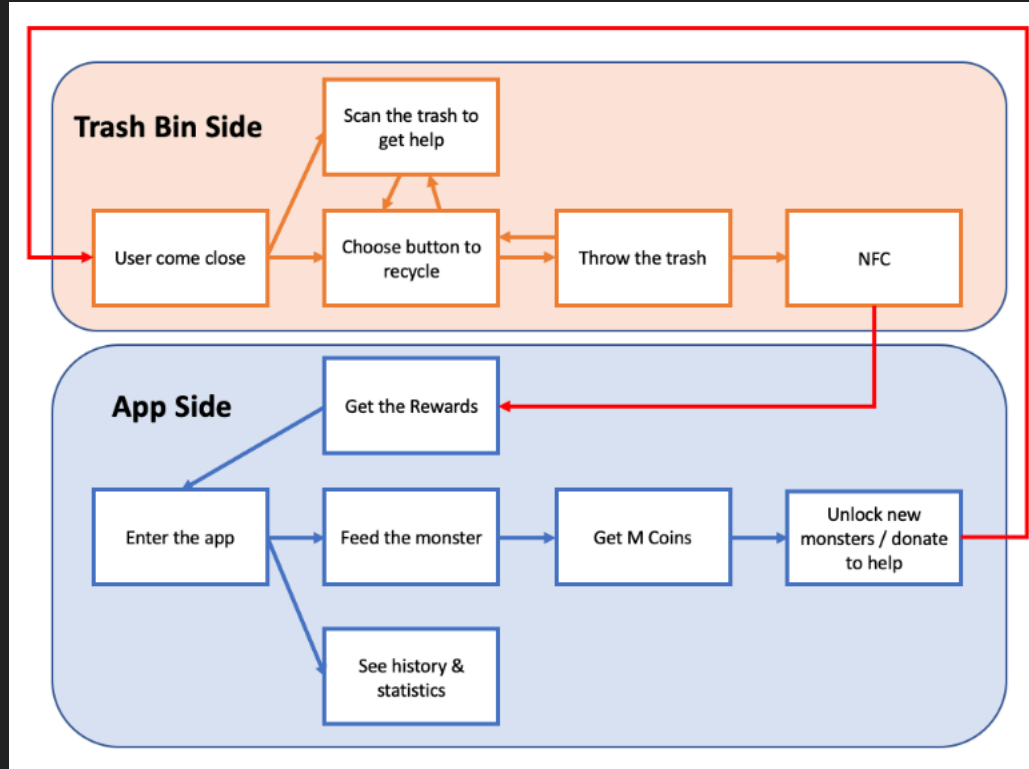 Trash Bin Side
Scan the trash to
get help
User come close
Choose button to
recycle
Throw the trash
NFC
App Side
Get the Rewards
Enter the app
Feed the monster
Get M Coins
Unlock new
monsters / donate
to help
See history &
statistics